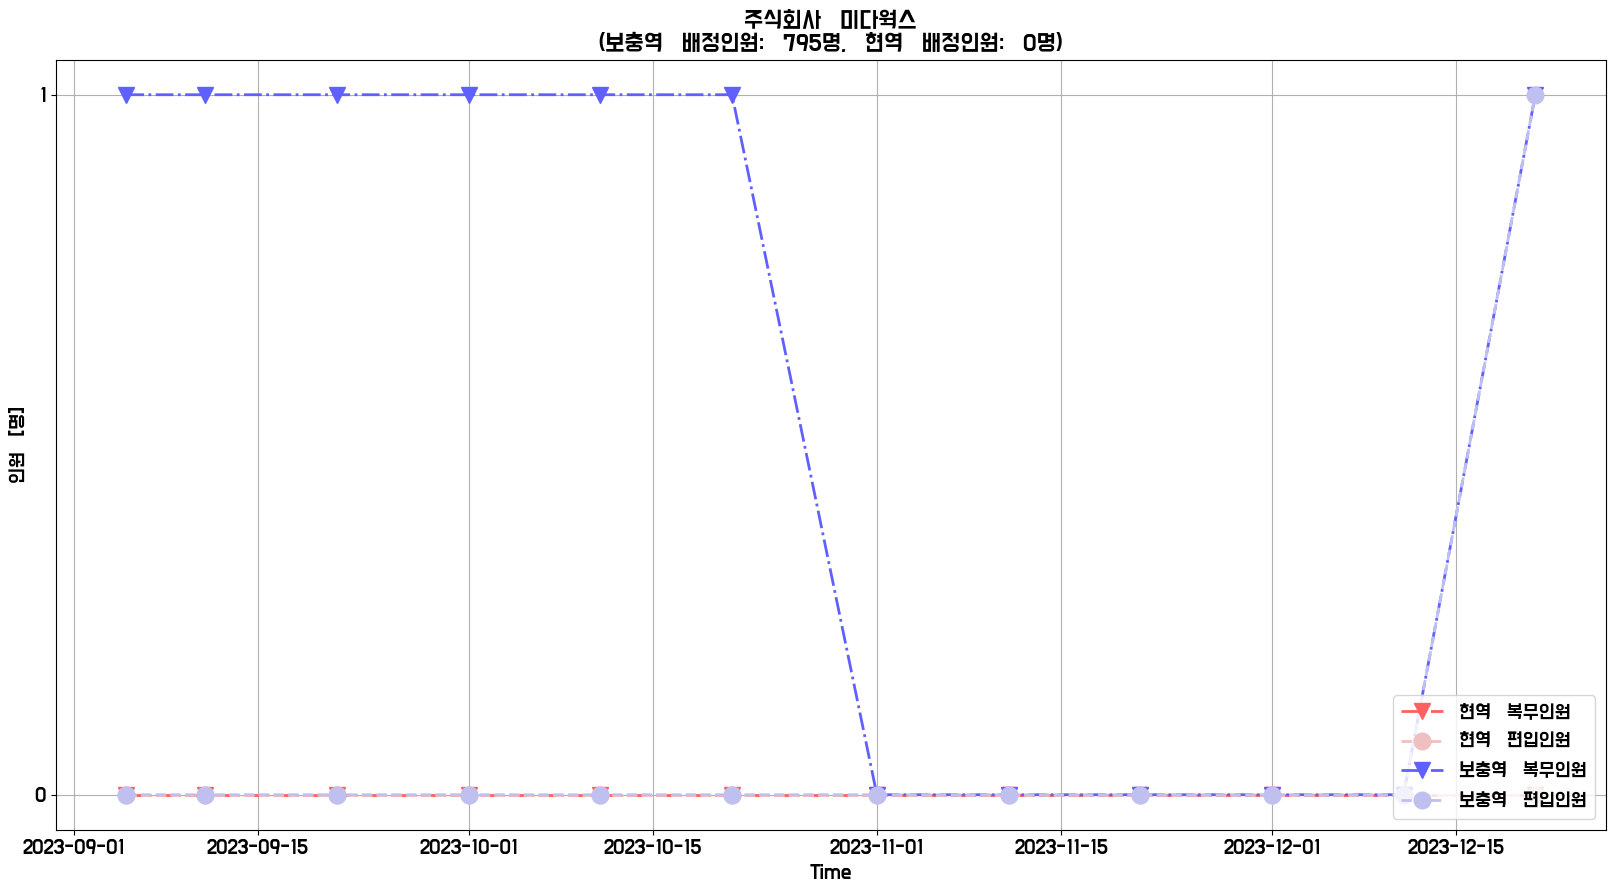 주식회사 미다웍스
(보충역 배정인원: 795명, 현역 배정인원: 0명)
인원 [명]
1
0
2023-09-01 2023-09-15 2023-10-01 2023-10-15 2023-11-01 2023-11-15 2023-12-01 2023-12-15
Time
현역 복무인원
현역 편입인원
보충역 복무인원
보충역 편입인원